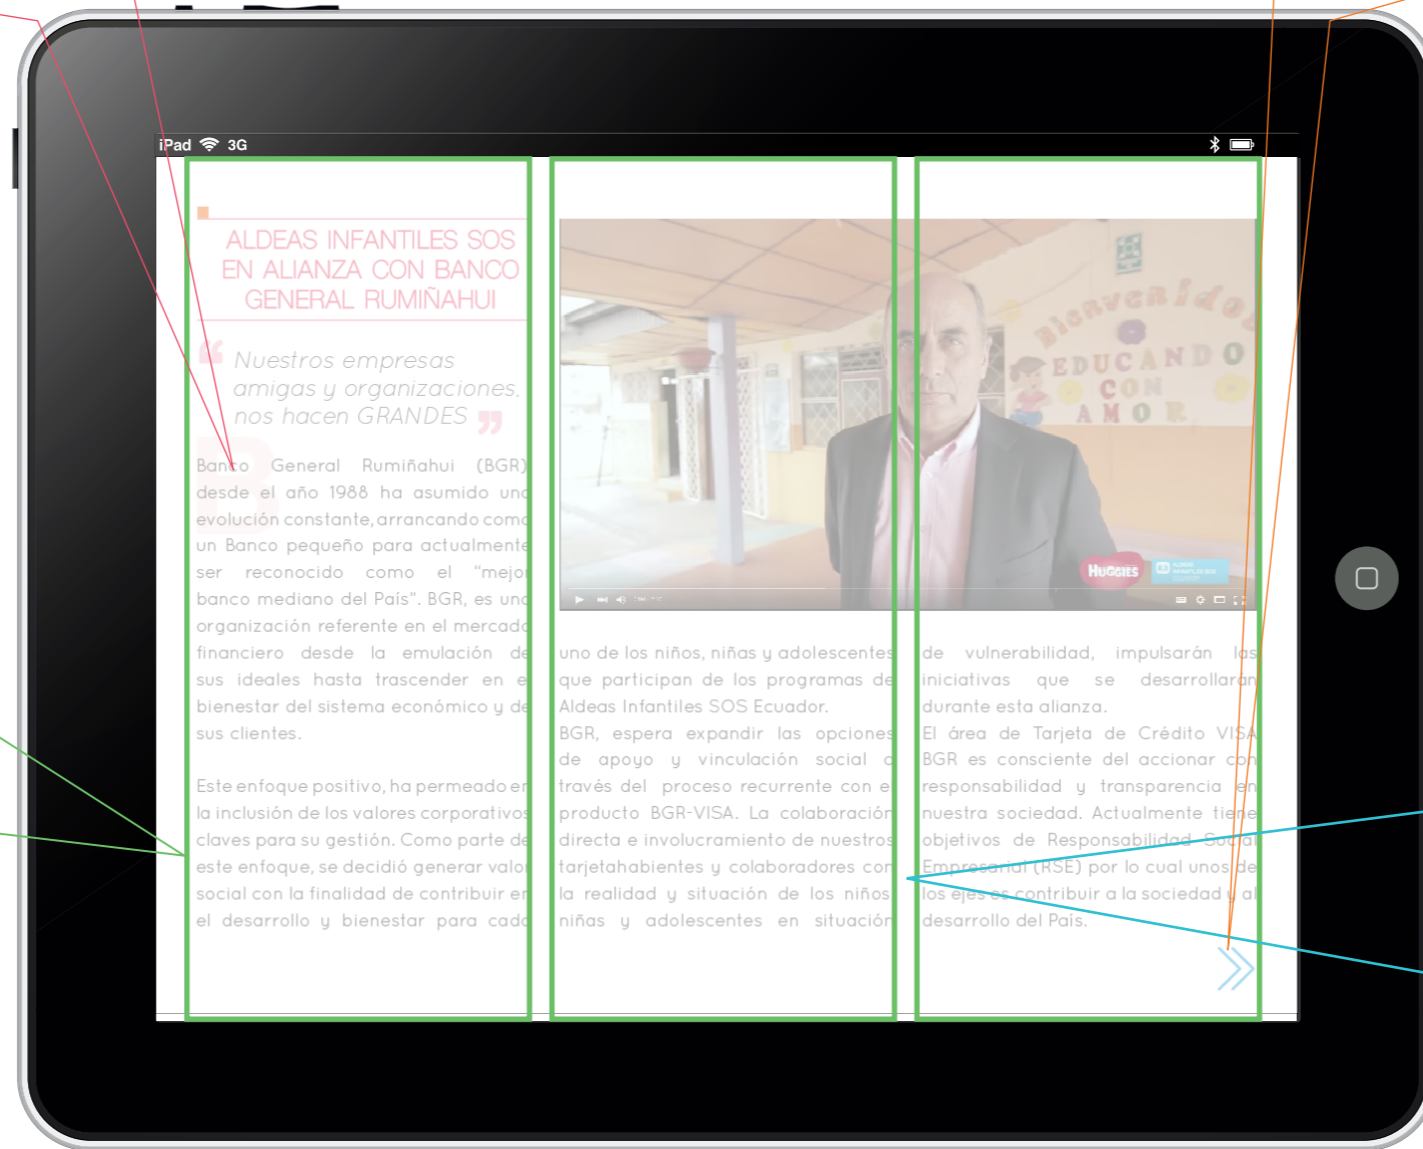 iPad 3G
ALDEAS INFANTILES SOS
EN ALIANZA CON BANCO
GENERAL RUMIÑAHUI
“ Nuestros empresas
amigas y organizaciones.
nos hacen GRANDES ”
B
Banco General Rumiñahui (BGR)
desde el año 1988 ha asumido una
evolución constante, arrancando como
un Banco pequeño para actualmente
ser reconocido como el “mejor
banco mediano del País”. BGR, es una
organización referente en el mercado
financiero desde la emulación de
sus ideales hasta trascender en el
bienestar del sistema económico y de
sus clientes.
Este enfoque positivo, ha permeado en
la inclusión de los valores corporativos
claves para su gestión. Como parte de
este enfoque, se decidió generar valor
social con la finalidad de contribuir en
el desarrollo y bienestar para cada
Bienvenidos
EDUCANDO
CON
AMOR
HUGGIES
uno de los niños, niñas y adolescentes
que participan de los programas de
Aldeas Infantiles SOS Ecuador.
BGR, espera expandir las opciones
de apoyo y vinculación social a
través del proceso recurrente con el
producto BGR-VISA. La colaboración
directa e involucramiento de nuestros
tarjetahabientes y colaboradores con
la realidad y situación de los niños,
niñas y adolescentes en situación
de vulnerabilidad, impulsarán las
iniciativas que se desarrollarán
durante esta alianza.
El área de Tarjeta de Crédito VISA
BGR es consciente del accionar con
responsabilidad y transparencia en
nuestra sociedad. Actualmente tiene
objetivos de Responsabilidad Social
Empresarial (RSE) por lo cual unos de
los ejes es contribuir a la sociedad y al
desarrollo del País.